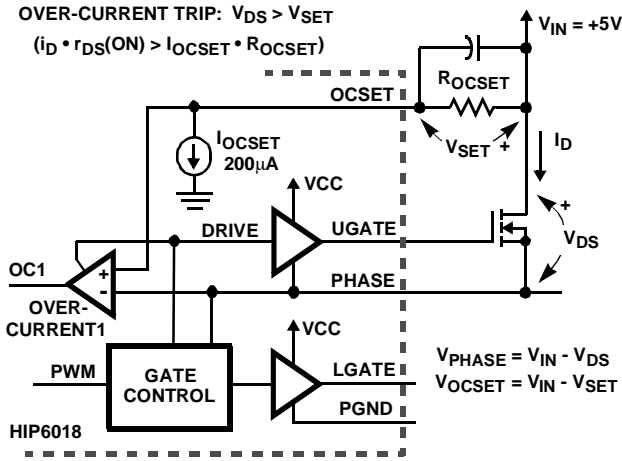 OVER-CURRENT TRIP: VDS > VSET
(iD • rDS(ON) > IOCSET • ROCSET)
VIN = +5V
OCSET
ROCSET
IOCSET
200µA
VSET +
ID
VCC
DRIVE
UGATE
+
VDS
OC1
+
-
PHASE
OVER-
CURRENT1
VCC
PWM
GATE
CONTROL
LGATE
PGND
VPHASE = VIN - VDS
VOCSET = VIN - VSET
HIP6018